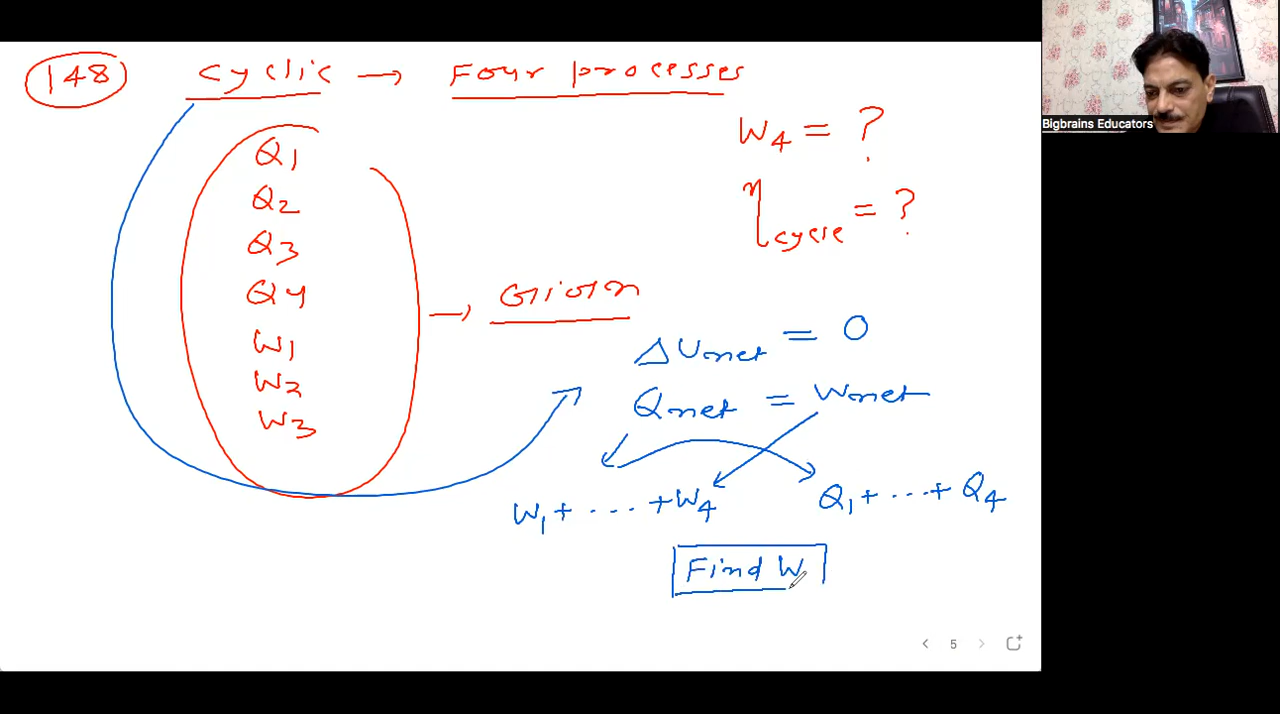 148 Cyclic → Four processes
Q1
Q2
Q3
Q4
W1
W2
W3
→ Given
W4 = ?
ηcycle = ?
ΔUnet = 0
Qnet = Wnet
W1 + ... + W4
Q1 + ... + Q4
Find W
Bigbrains Educators
< 5 >